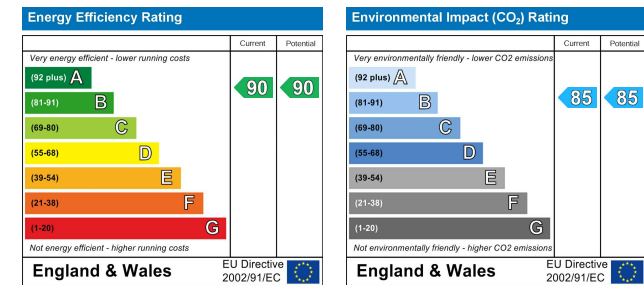 Energy Efficiency Rating
Current Potential
Very energy efficient - lower running costs
(92 plus) A
(81-91) B
(69-80) C
(55-68) D
(39-54) E
(21-38) F
(1-20) G
90 90
Not energy efficient - higher running costs
England & Wales
EU Directive
2002/91/EC
Environmental Impact (CO₂) Rating
Current Potential
Very environmentally friendly - lower CO2 emissions
(92 plus) A
(81-91) B
(69-80) C
(55-68) D
(39-54) E
(21-38) F
(1-20) G
85 85
Not environmentally friendly - higher CO2 emissions
England & Wales
EU Directive
2002/91/EC